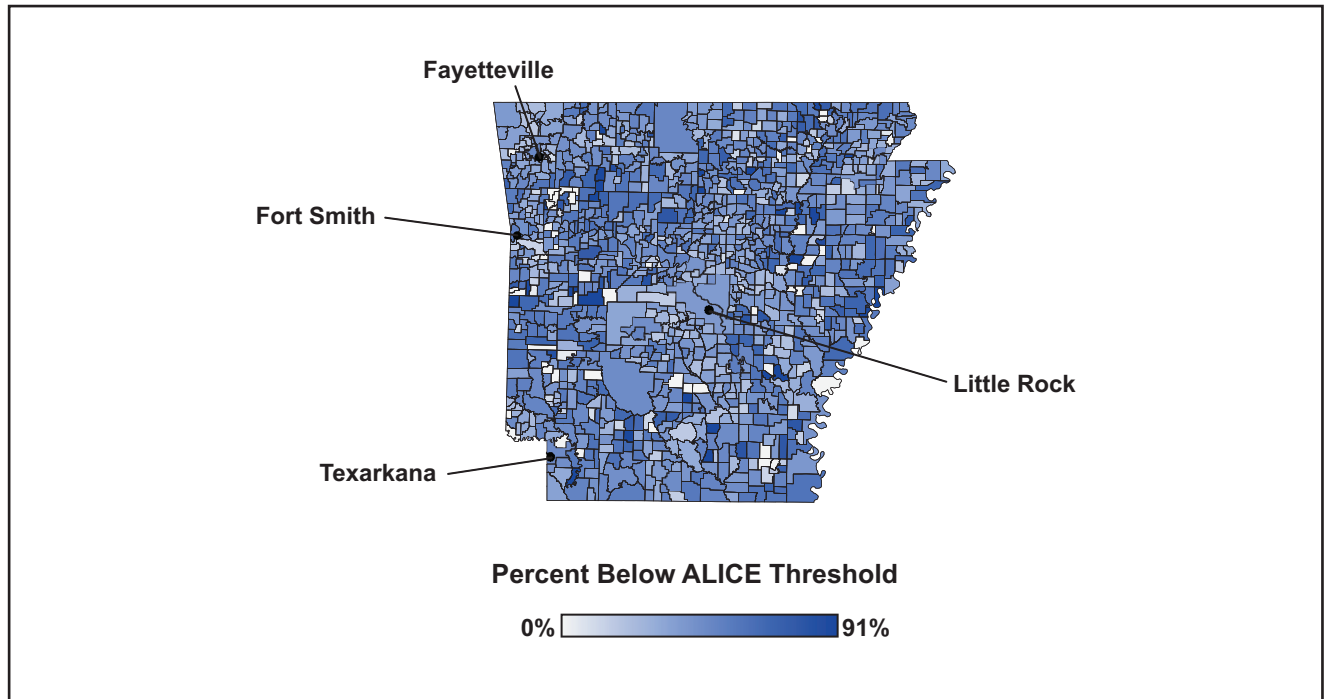 Fayetteville
Fort Smith
Little Rock
Texarkana
Percent Below ALICE Threshold
0% 91%